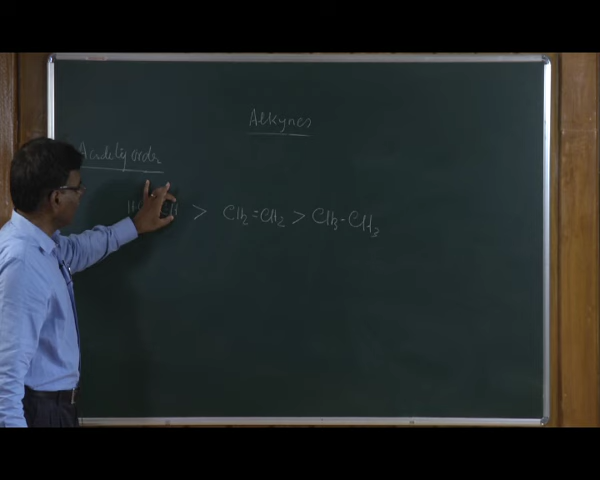 Alkynes
Acidity order
> CH₂=CH₂ > CH₃-CH₃